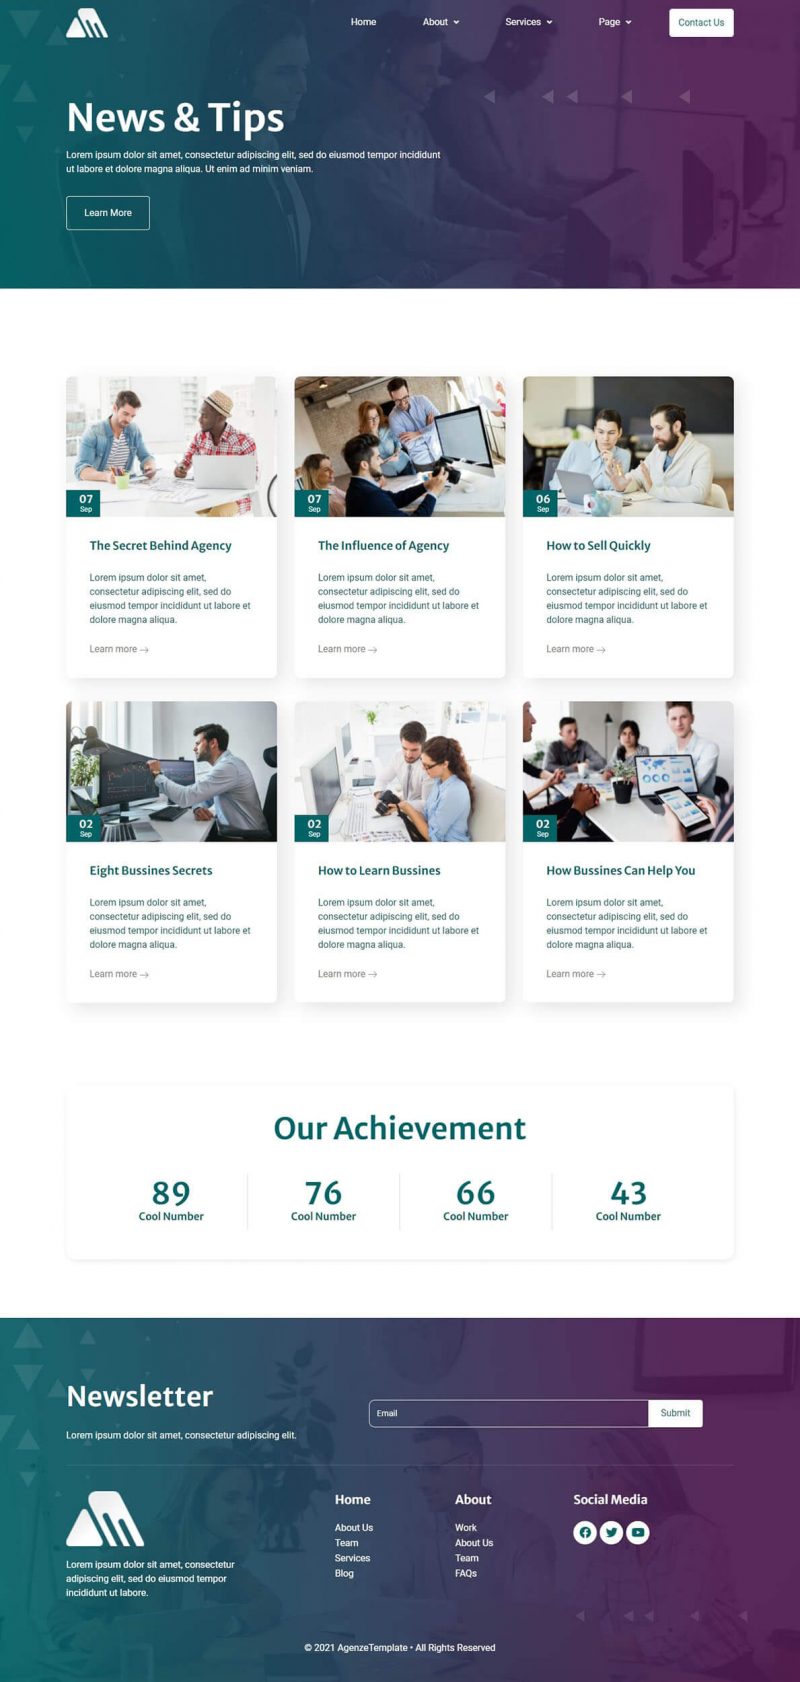 Home
About
Services
Page
Contact Us
News & Tips
Lorem ipsum dolor sit amet, consectetur adipiscing elit, sed do eiusmod tempor incididunt
ut labore et dolore magna aliqua. Ut enim ad minim veniam.
Learn More
07
Sep
The Secret Behind Agency
Lorem ipsum dolor sit amet,
consectetur adipiscing elit, sed do
eiusmod tempor incididunt ut labore et
dolore magna aliqua.
Learn more →
07
Sep
The Influence of Agency
Lorem ipsum dolor sit amet,
consectetur adipiscing elit, sed do
eiusmod tempor incididunt ut labore et
dolore magna aliqua.
Learn more →
06
Sep
How to Sell Quickly
Lorem ipsum dolor sit amet,
consectetur adipiscing elit, sed do
eiusmod tempor incididunt ut labore et
dolore magna aliqua.
Learn more →
02
Sep
Eight Bussines Secrets
Lorem ipsum dolor sit amet,
consectetur adipiscing elit, sed do
eiusmod tempor incididunt ut labore et
dolore magna aliqua.
Learn more →
02
Sep
How to Learn Bussines
Lorem ipsum dolor sit amet,
consectetur adipiscing elit, sed do
eiusmod tempor incididunt ut labore et
dolore magna aliqua.
Learn more →
02
Sep
How Bussines Can Help You
Lorem ipsum dolor sit amet,
consectetur adipiscing elit, sed do
eiusmod tempor incididunt ut labore et
dolore magna aliqua.
Learn more →
Our Achievement
89
Cool Number
76
Cool Number
66
Cool Number
43
Cool Number
Newsletter
Lorem ipsum dolor sit amet, consectetur adipiscing elit.
Email
Submit
Lorem ipsum dolor sit amet, consectetur
adipiscing elit, sed do eiusmod tempor
incididunt ut labore.
Home
About Us
Team
Services
Blog
About
Work
About Us
Team
FAQs
Social Media
© 2021 AgenzeTemplate • All Rights Reserved